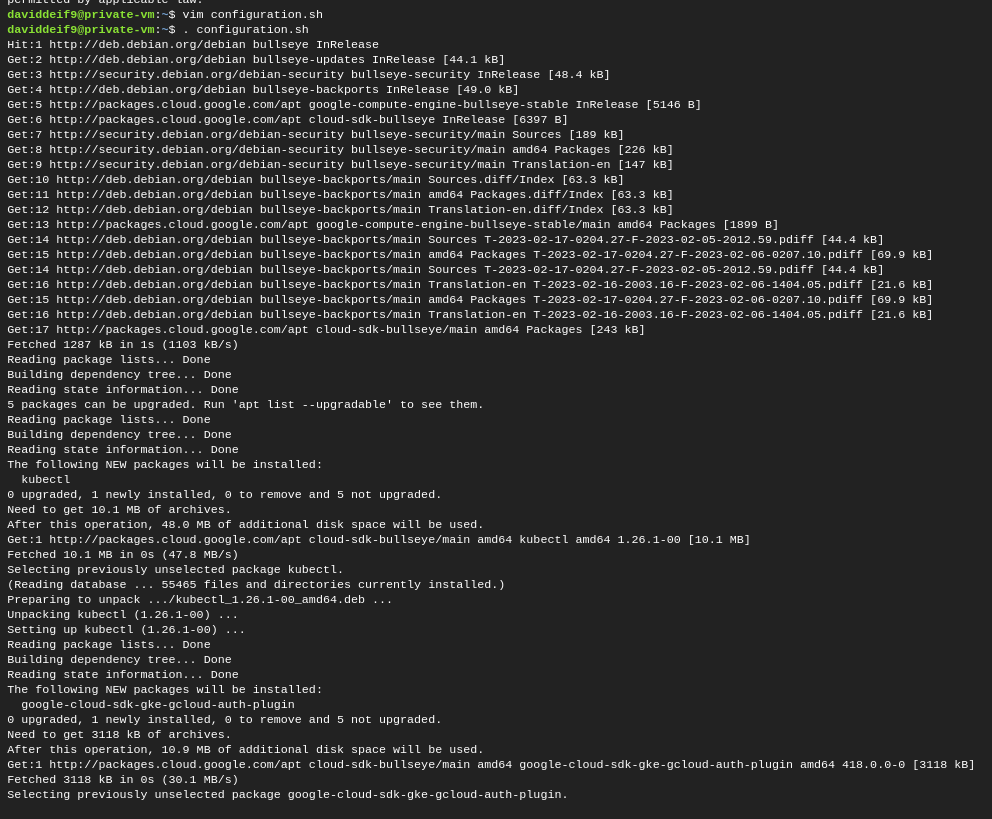 permitted by applicable law.
daviddeif9@private-vm:~$ vim configuration.sh
daviddeif9@private-vm:~$ . configuration.sh
Hit:1 http://deb.debian.org/debian bullseye InRelease
Get:2 http://deb.debian.org/debian bullseye-updates InRelease [44.1 kB]
Get:3 http://security.debian.org/debian-security bullseye-security InRelease [48.4 kB]
Get:4 http://deb.debian.org/debian bullseye-backports InRelease [49.0 kB]
Get:5 http://packages.cloud.google.com/apt google-compute-engine-bullseye-stable InRelease [5146 B]
Get:6 http://packages.cloud.google.com/apt cloud-sdk-bullseye InRelease [6397 B]
Get:7 http://security.debian.org/debian-security bullseye-security/main Sources [189 kB]
Get:8 http://security.debian.org/debian-security bullseye-security/main amd64 Packages [226 kB]
Get:9 http://security.debian.org/debian-security bullseye-security/main Translation-en [147 kB]
Get:10 http://deb.debian.org/debian bullseye-backports/main Sources.diff/Index [63.3 kB]
Get:11 http://deb.debian.org/debian bullseye-backports/main amd64 Packages.diff/Index [63.3 kB]
Get:12 http://deb.debian.org/debian bullseye-backports/main Translation-en.diff/Index [63.3 kB]
Get:13 http://packages.cloud.google.com/apt google-compute-engine-bullseye-stable/main amd64 Packages [1899 B]
Get:14 http://deb.debian.org/debian bullseye-backports/main Sources T-2023-02-17-0204.27-F-2023-02-05-2012.59.pdiff [44.4 kB]
Get:15 http://deb.debian.org/debian bullseye-backports/main amd64 Packages T-2023-02-17-0204.27-F-2023-02-06-0207.10.pdiff [69.9 kB]
Get:14 http://deb.debian.org/debian bullseye-backports/main Sources T-2023-02-17-0204.27-F-2023-02-05-2012.59.pdiff [44.4 kB]
Get:16 http://deb.debian.org/debian bullseye-backports/main Translation-en T-2023-02-16-2003.16-F-2023-02-06-1404.05.pdiff [21.6 kB]
Get:15 http://deb.debian.org/debian bullseye-backports/main amd64 Packages T-2023-02-17-0204.27-F-2023-02-06-0207.10.pdiff [69.9 kB]
Get:16 http://deb.debian.org/debian bullseye-backports/main Translation-en T-2023-02-16-2003.16-F-2023-02-06-1404.05.pdiff [21.6 kB]
Get:17 http://packages.cloud.google.com/apt cloud-sdk-bullseye/main amd64 Packages [243 kB]
Fetched 1287 kB in 1s (1103 kB/s)
Reading package lists... Done
Building dependency tree... Done
Reading state information... Done
5 packages can be upgraded. Run 'apt list --upgradable' to see them.
Reading package lists... Done
Building dependency tree... Done
Reading state information... Done
The following NEW packages will be installed:
  kubectl
0 upgraded, 1 newly installed, 0 to remove and 5 not upgraded.
Need to get 10.1 MB of archives.
After this operation, 48.0 MB of additional disk space will be used.
Get:1 http://packages.cloud.google.com/apt cloud-sdk-bullseye/main amd64 kubectl amd64 1.26.1-00 [10.1 MB]
Fetched 10.1 MB in 0s (47.8 MB/s)
Selecting previously unselected package kubectl.
(Reading database ... 55465 files and directories currently installed.)
Preparing to unpack .../kubectl_1.26.1-00_amd64.deb ...
Unpacking kubectl (1.26.1-00) ...
Setting up kubectl (1.26.1-00) ...
Reading package lists... Done
Building dependency tree... Done
Reading state information... Done
The following NEW packages will be installed:
  google-cloud-sdk-gke-gcloud-auth-plugin
0 upgraded, 1 newly installed, 0 to remove and 5 not upgraded.
Need to get 3118 kB of archives.
After this operation, 10.9 MB of additional disk space will be used.
Get:1 http://packages.cloud.google.com/apt cloud-sdk-bullseye/main amd64 google-cloud-sdk-gke-gcloud-auth-plugin amd64 418.0.0-0 [3118 kB]
Fetched 3118 kB in 0s (30.1 MB/s)
Selecting previously unselected package google-cloud-sdk-gke-gcloud-auth-plugin.